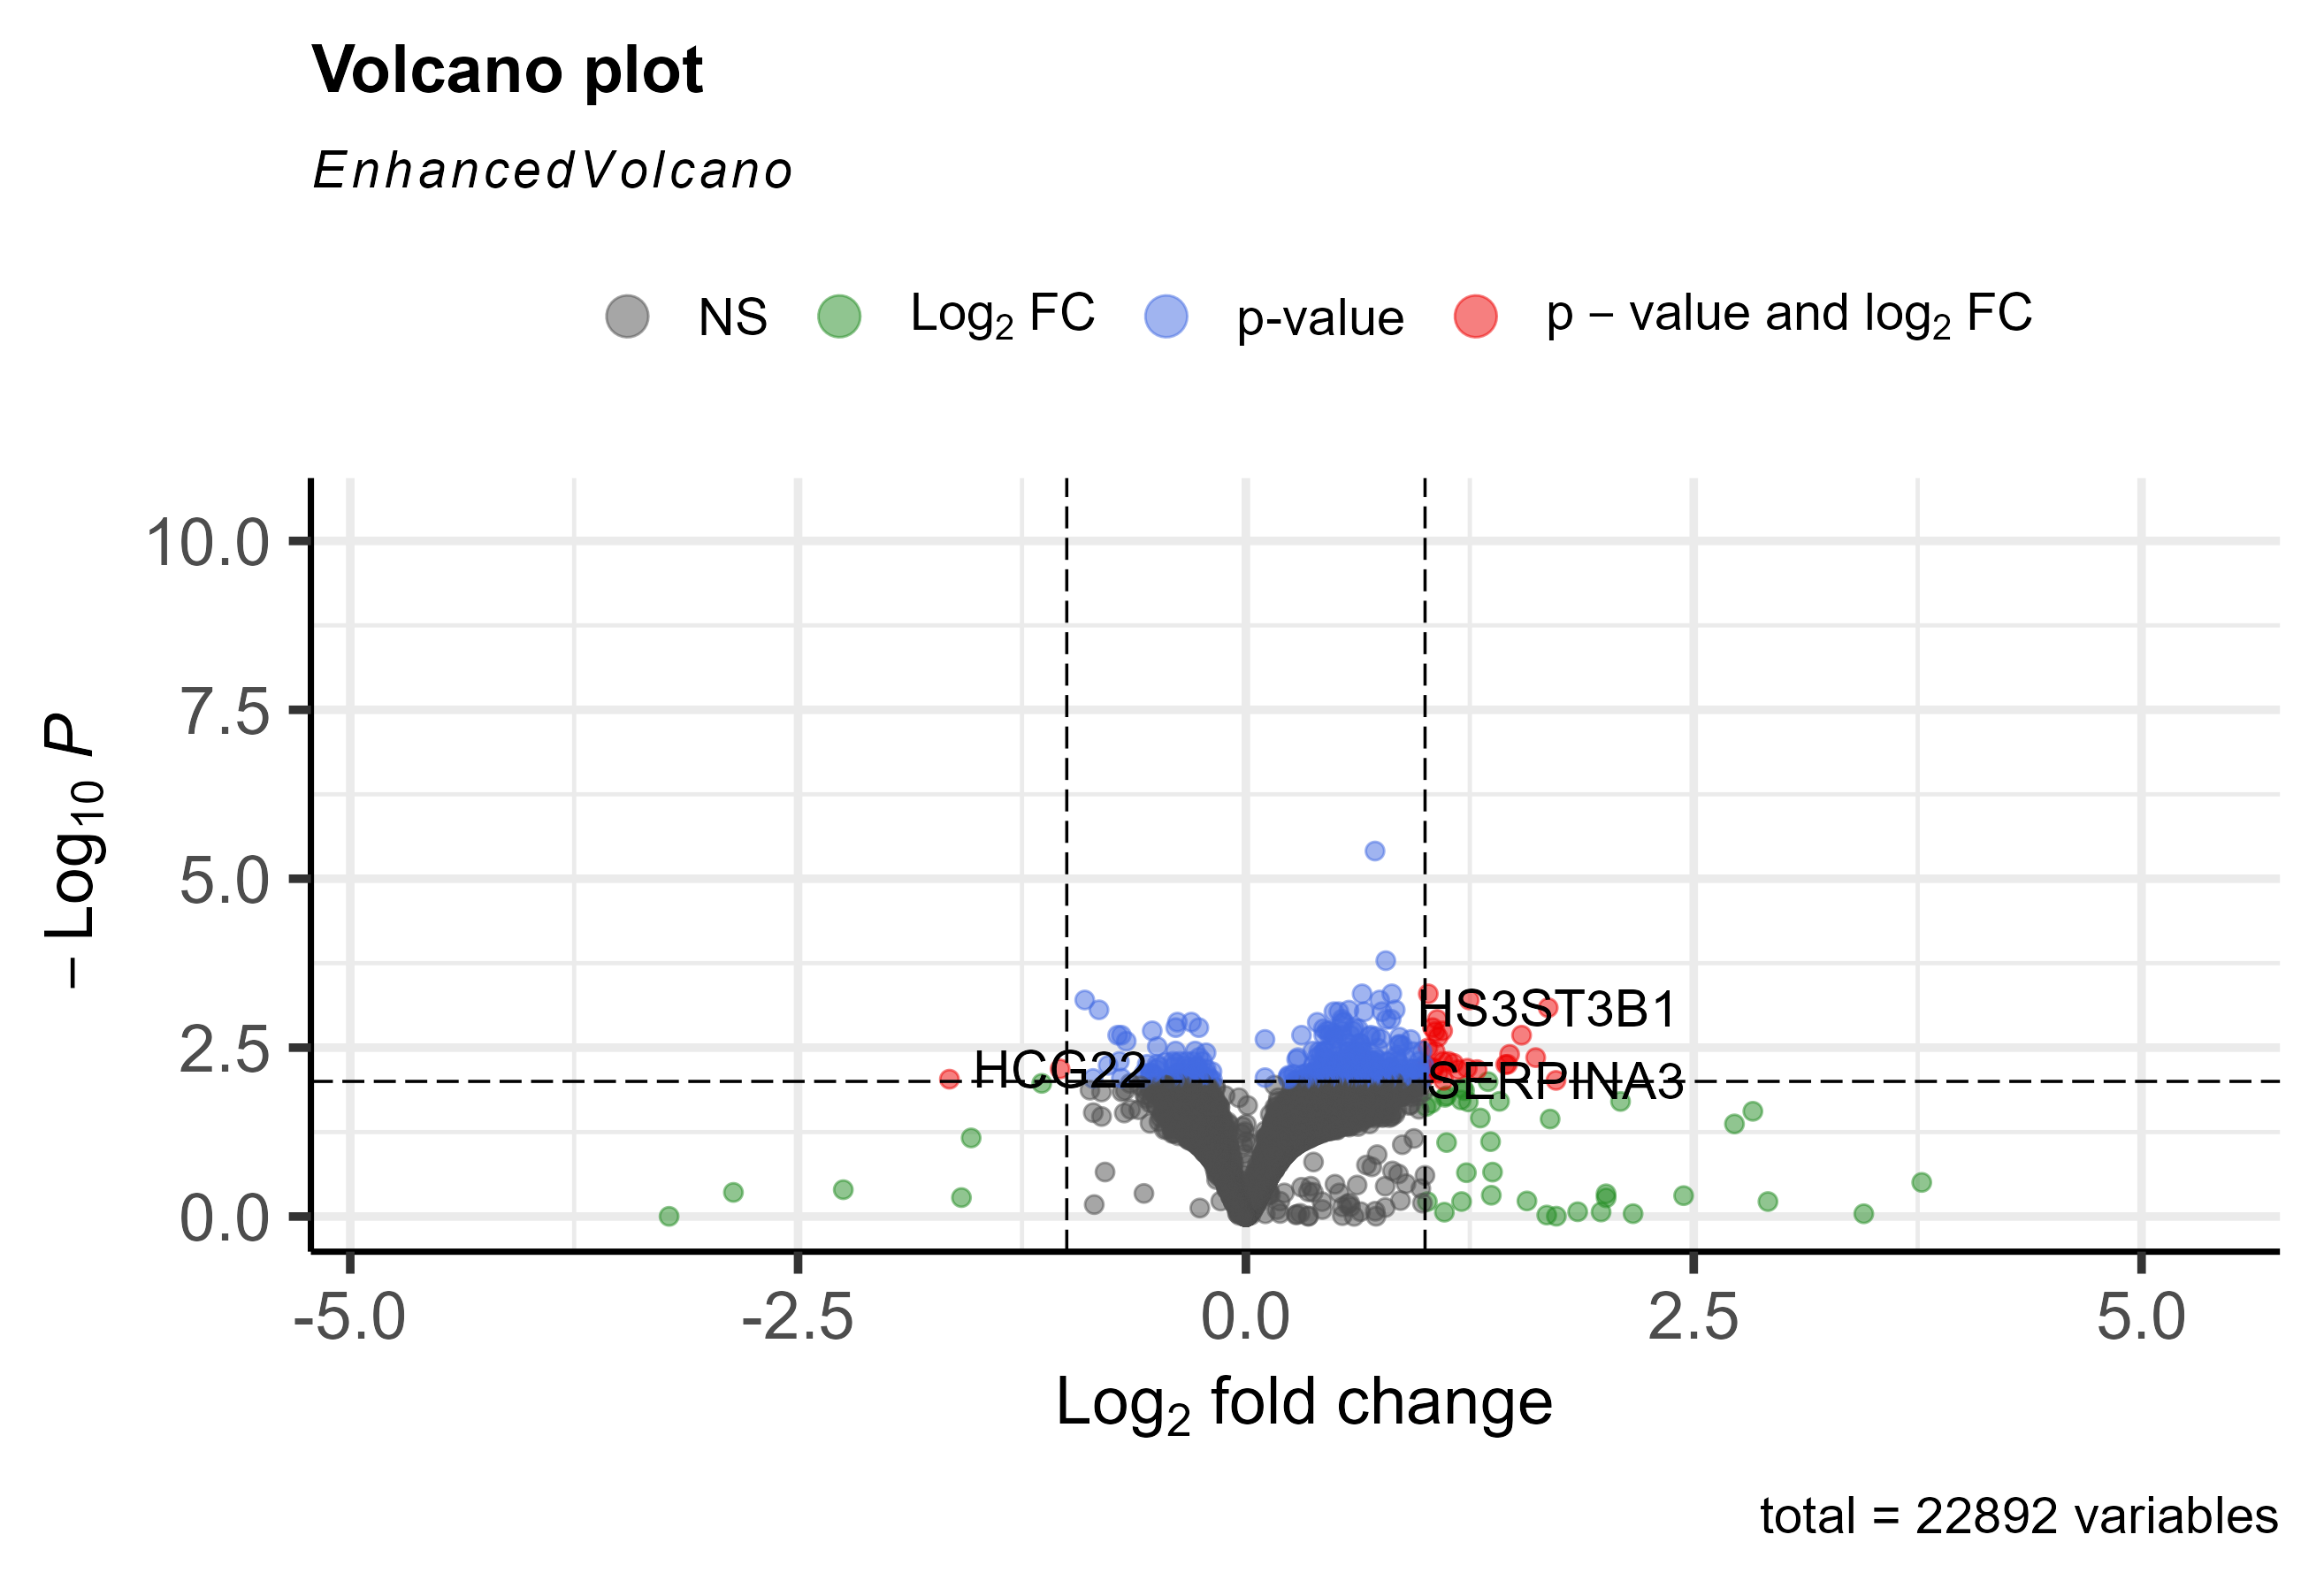 Volcano plot
EnhancedVolcano
NS Log2 FC p-value p − value and log2 FC
− Log10 P
10.0
7.5
5.0
2.5
0.0
HS3ST3B1
HCG22
SERPINA3
-5.0 -2.5 0.0 2.5 5.0
Log2 fold change
total = 22892 variables